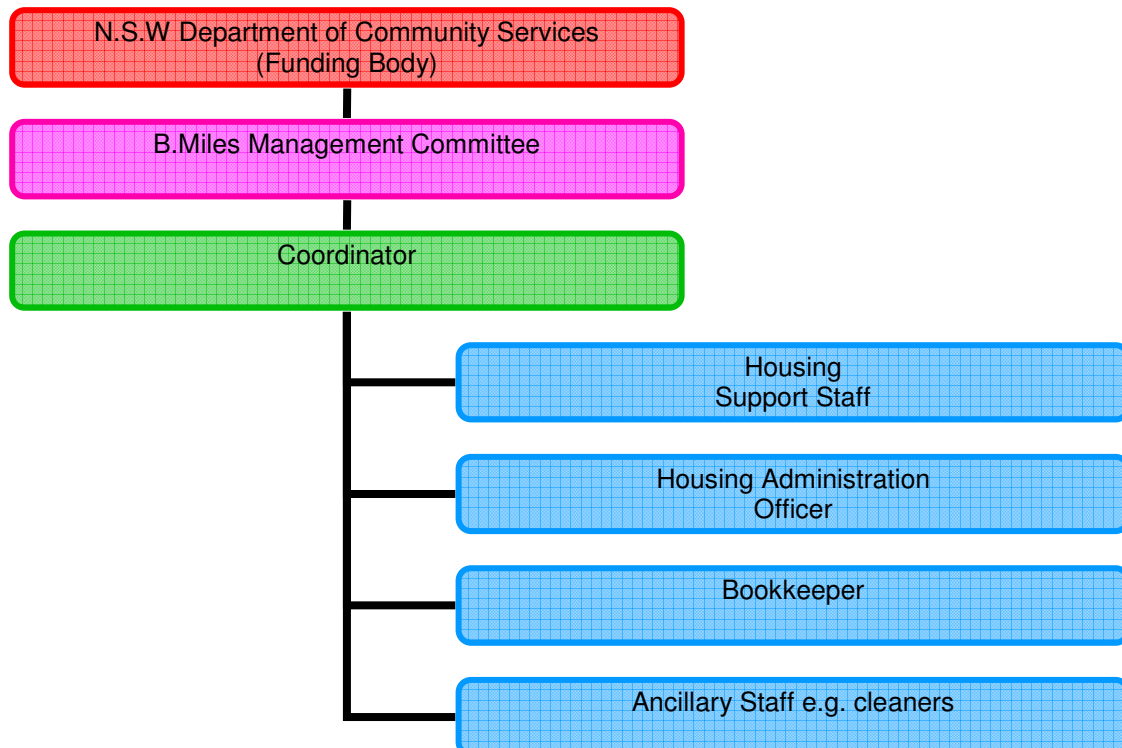 N.S.W Department of Community Services
(Funding Body)
B.Miles Management Committee
Coordinator
Housing
Support Staff
Housing Administration
Officer
Bookkeeper
Ancillary Staff e.g. cleaners